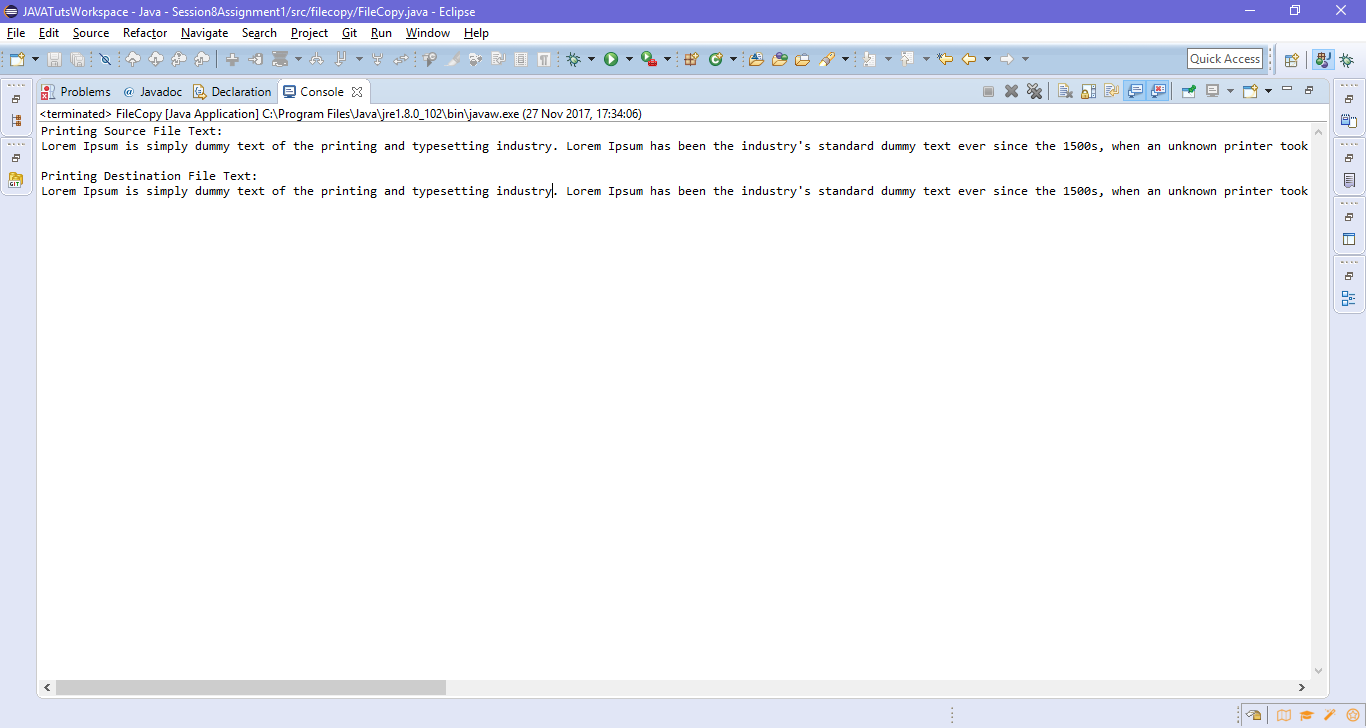 JAVATutsWorkspace - Java - Session8Assignment1/src/filecopy/FileCopy.java - Eclipse
File Edit Source Refactor Navigate Search Project Git Run Window Help
Quick Access
Problems @ Javadoc Declaration Console
<terminated> FileCopy [Java Application] C:\Program Files\Java\jre1.8.0_102\bin\javaw.exe (27 Nov 2017, 17:34:06)
Printing Source File Text:
Lorem Ipsum is simply dummy text of the printing and typesetting industry. Lorem Ipsum has been the industry's standard dummy text ever since the 1500s, when an unknown printer took
Printing Destination File Text:
Lorem Ipsum is simply dummy text of the printing and typesetting industry. Lorem Ipsum has been the industry's standard dummy text ever since the 1500s, when an unknown printer took
GIT